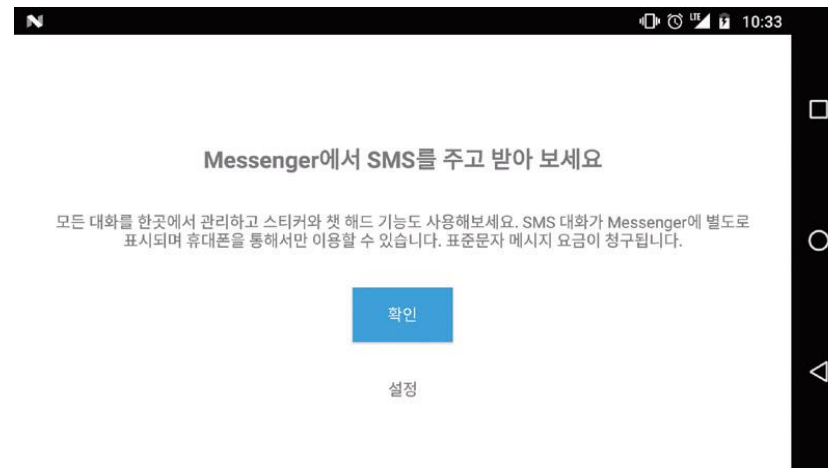 LTE 10:33
Messenger에서 SMS를 주고 받아 보세요
모든 대화를 한곳에서 관리하고 스티커와 챗 헤드 기능도 사용해보세요. SMS 대화가 Messenger에 별도로
표시되며 휴대폰을 통해서만 이용할 수 있습니다. 표준문자 메시지 요금이 청구됩니다.
확인
설정